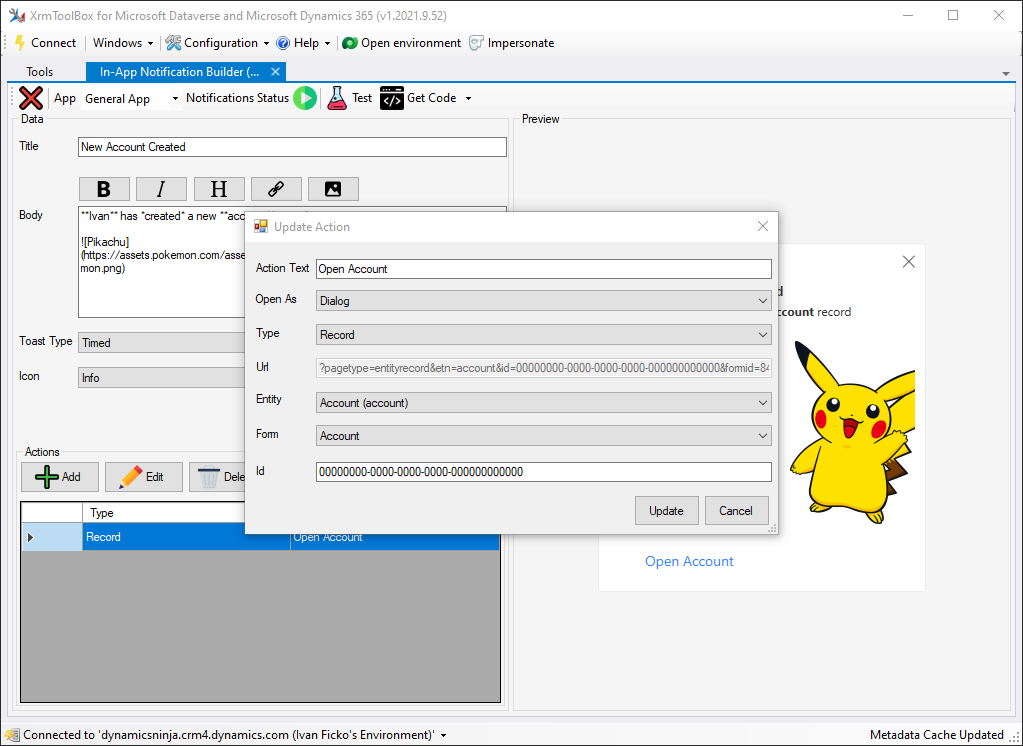 XrmToolBox for Microsoft Dataverse and Microsoft Dynamics 365 (v1.2021.9.52)
Connect Windows Configuration Help Open environment Impersonate
Tools In-App Notification Builder (...
App General App Notifications Status Test Get Code
Data
Title New Account Created
B I H
Body **Ivan** has *created* a new **acc
![Pikachu]
(https://assets.pokemon.com/asse
mon.png)
Toast Type Timed
Icon Info
Actions
Add Edit Dele
Type
Record Open Account
Update Action
Action Text Open Account
Open As Dialog
Type Record
Url ?pagetype=entityrecord&etn=account&id=00000000-0000-0000-0000-000000000000&formid=84
Entity Account (account)
Form Account
Id 00000000-0000-0000-0000-000000000000
Update Cancel
Preview
d
ccount record
Open Account
Connected to 'dynamicsninja.crm4.dynamics.com (Ivan Ficko's Environment)'
Metadata Cache Updated